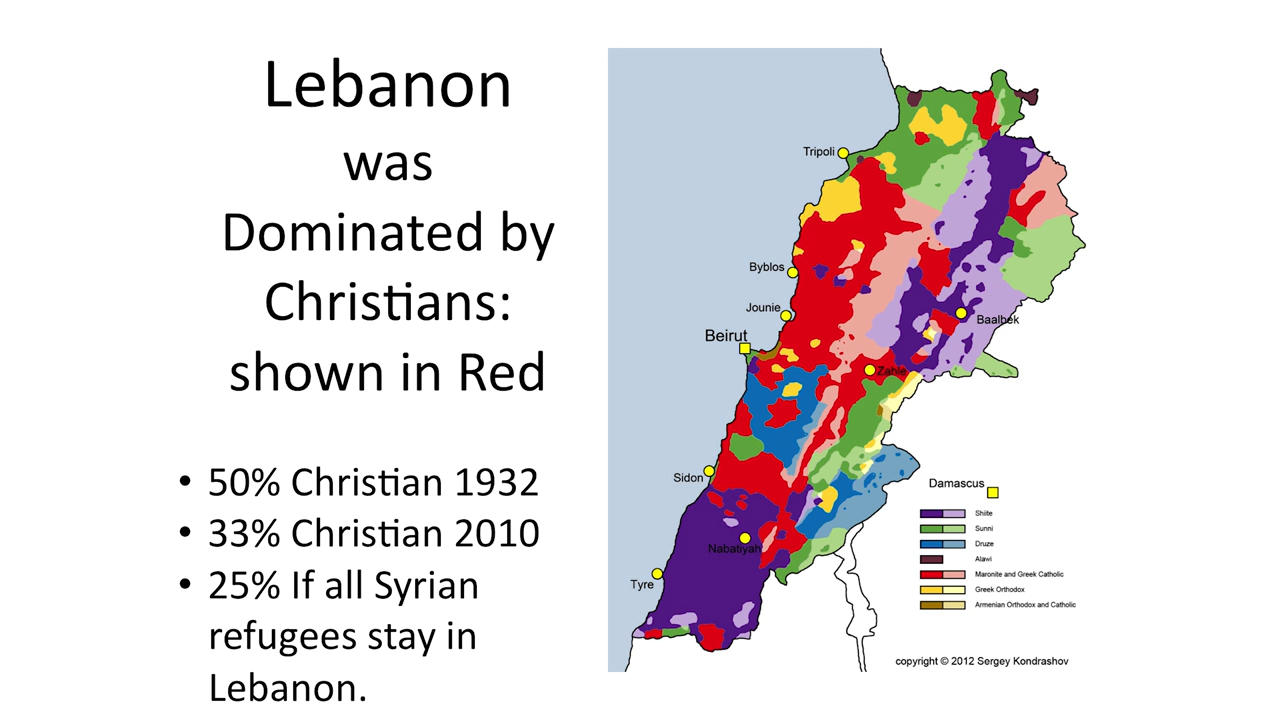 Lebanon
was
Dominated by
Christians:
shown in Red
• 50% Christian 1932
• 33% Christian 2010
• 25% If all Syrian
refugees stay in
Lebanon.
Tripoli
Byblos
Jounie
Beirut
Baalbek
Zahle
Sidon
Damascus
Nabatiyah
Tyre
Shiite
Sunni
Druze
Alawi
Maronite and Greek Catholic
Greek Orthodox
Armenian Orthodox and Catholic
copyright © 2012 Sergey Kondrashov